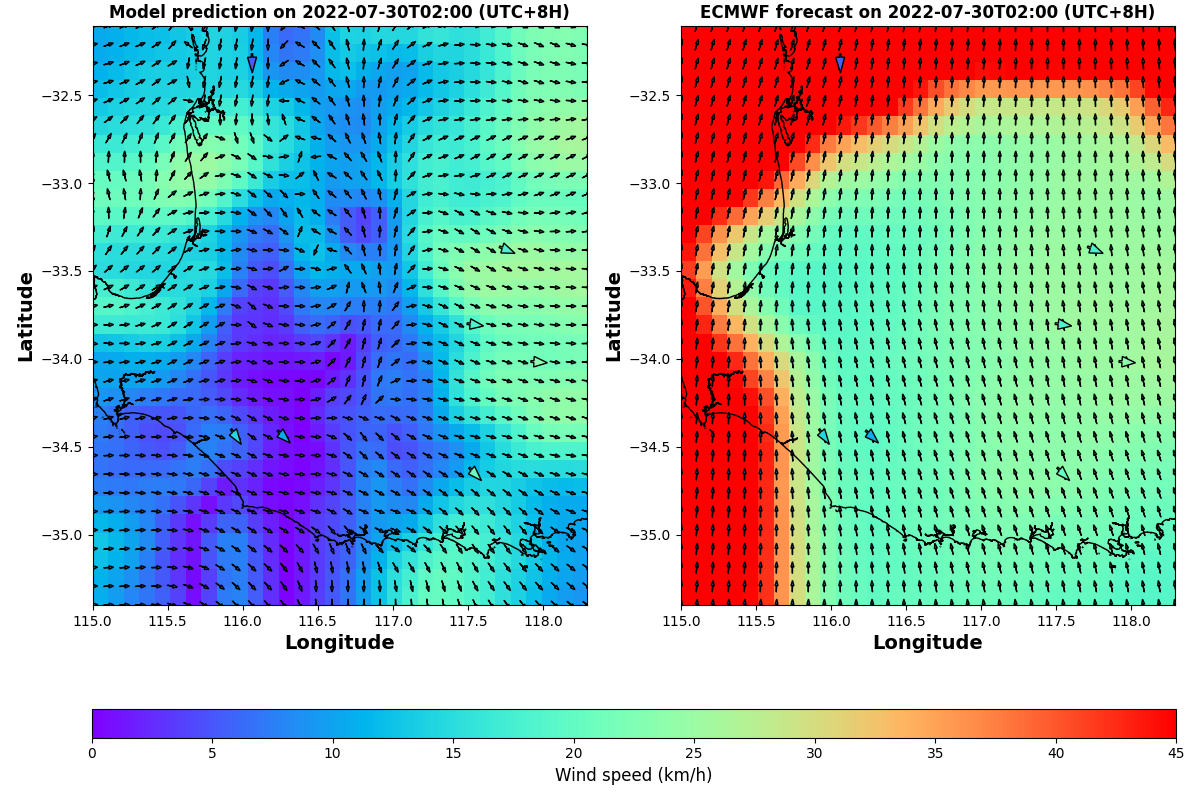 Model prediction on 2022-07-30T02:00 (UTC+8H)
ECMWF forecast on 2022-07-30T02:00 (UTC+8H)
Latitude
−32.5
−33.0
−33.5
−34.0
−34.5
−35.0
115.0 115.5 116.0 116.5 117.0 117.5 118.0
Longitude
Latitude
−32.5
−33.0
−33.5
−34.0
−34.5
−35.0
115.0 115.5 116.0 116.5 117.0 117.5 118.0
Longitude
0 5 10 15 20 25 30 35 40 45
Wind speed (km/h)